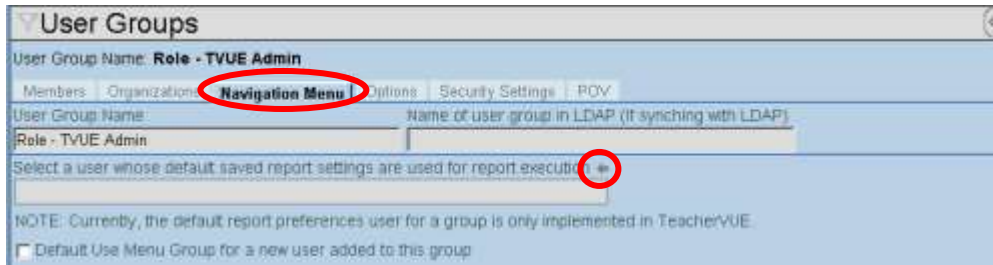 User Groups
User Group Name: Role - TVUE Admin
Members Organizations Navigation Menu Options Security Settings POV
User Group Name Name of user group in LDAP (if synching with LDAP)
Role - TVUE Admin
Select a user whose default saved report settings are used for report execution
NOTE: Currently, the default report preferences user for a group is only implemented in TeacherVUE.
Default Use Menu Group for a new user added to this group